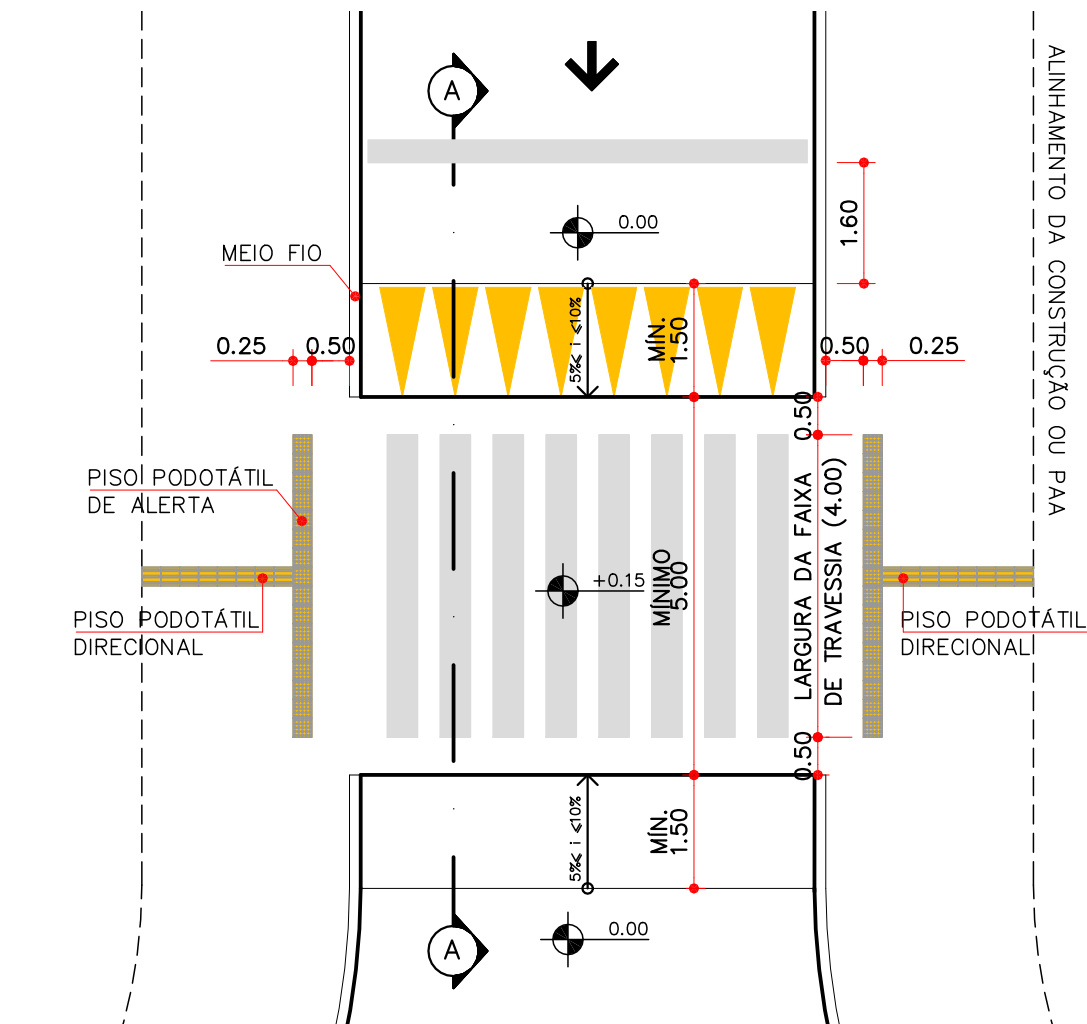 A
0.00
ALINHAMENTO DA CONSTRUÇÃO OU PAA
1.60
MEIO FIO
5%< i ≤10%
MÍN.
1.50
0.25
0.50
0.50
0.25
0.50
PISO PODOTÁTIL
DE ALERTA
LARGURA DA FAIXA
DE TRAVESSIA (4.00)
+0.15
MÍNIMO
5.00
PISO PODOTÁTIL
DIRECIONAL
PISO PODOTÁTIL
DIRECIONAL
0.50
5%< i ≤10%
MÍN.
1.50
0.00
A